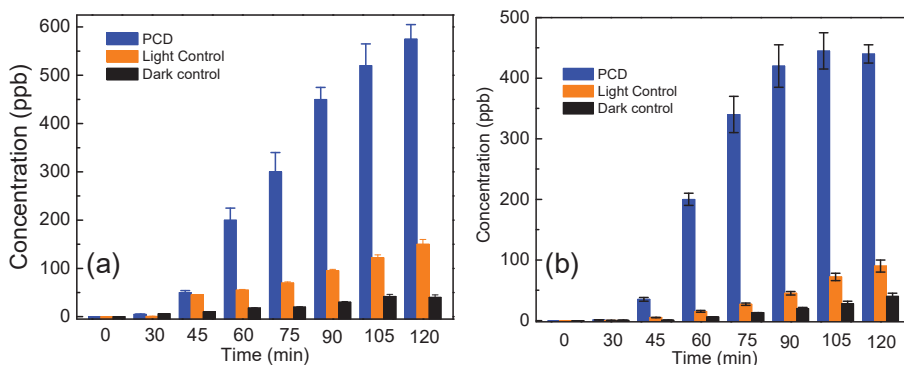 600
500
400
300
200
100
0
Concentration (ppb)
PCD
Light Control
Dark control
(a)
0 30 45 60 75 90 105 120
Time (min)
500
400
300
200
100
0
Concentration (ppb)
PCD
Light Control
Dark control
(b)
0 30 45 60 75 90 105 120
Time (min)